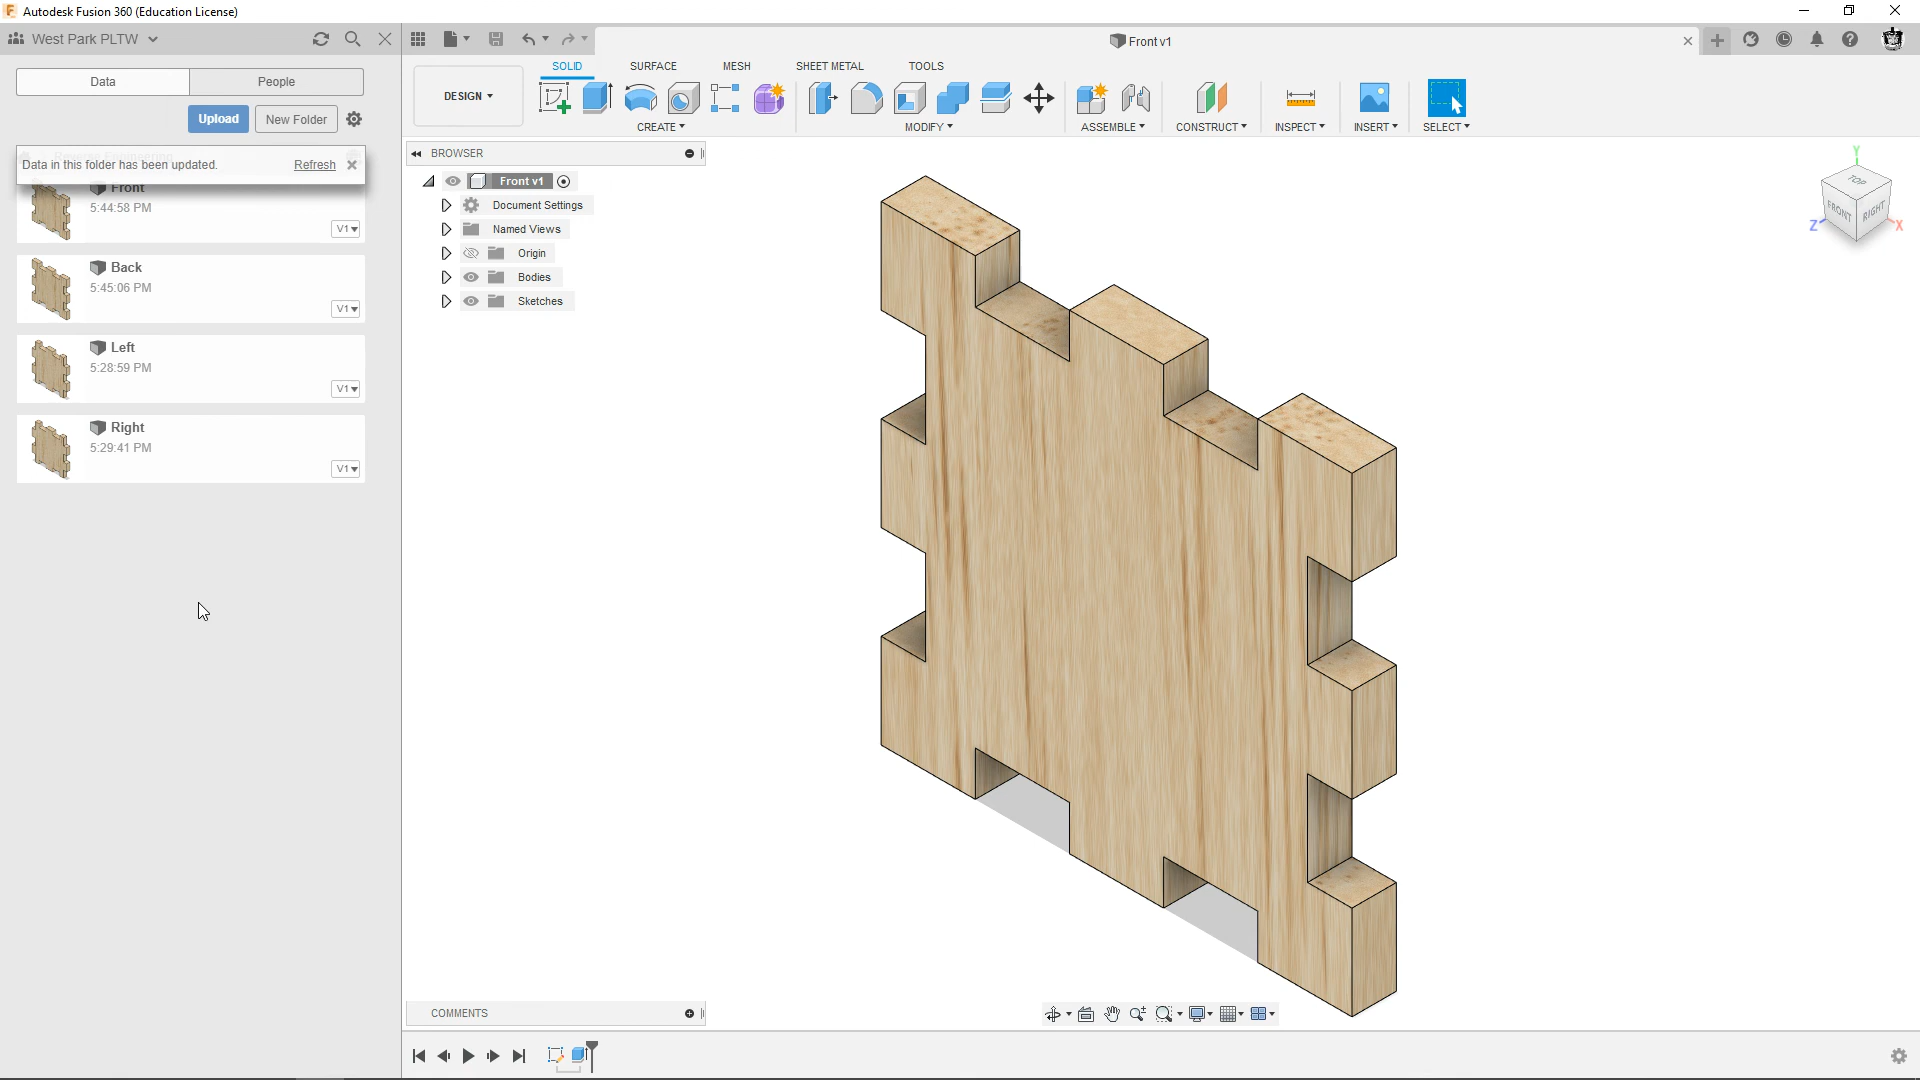 Autodesk Fusion 360 (Education License)
West Park PLTW
Front v1
Data
People
Upload
New Folder
Data in this folder has been updated.
Refresh
Front
5:44:58 PM
V1
Back
5:45:06 PM
V1
Left
5:28:59 PM
V1
Right
5:29:41 PM
V1
SOLID
SURFACE
MESH
SHEET METAL
TOOLS
DESIGN
CREATE
MODIFY
ASSEMBLE
CONSTRUCT
INSPECT
INSERT
SELECT
BROWSER
Front v1
Document Settings
Named Views
Origin
Bodies
Sketches
Y
TOP
FRONT
RIGHT
Z
X
COMMENTS